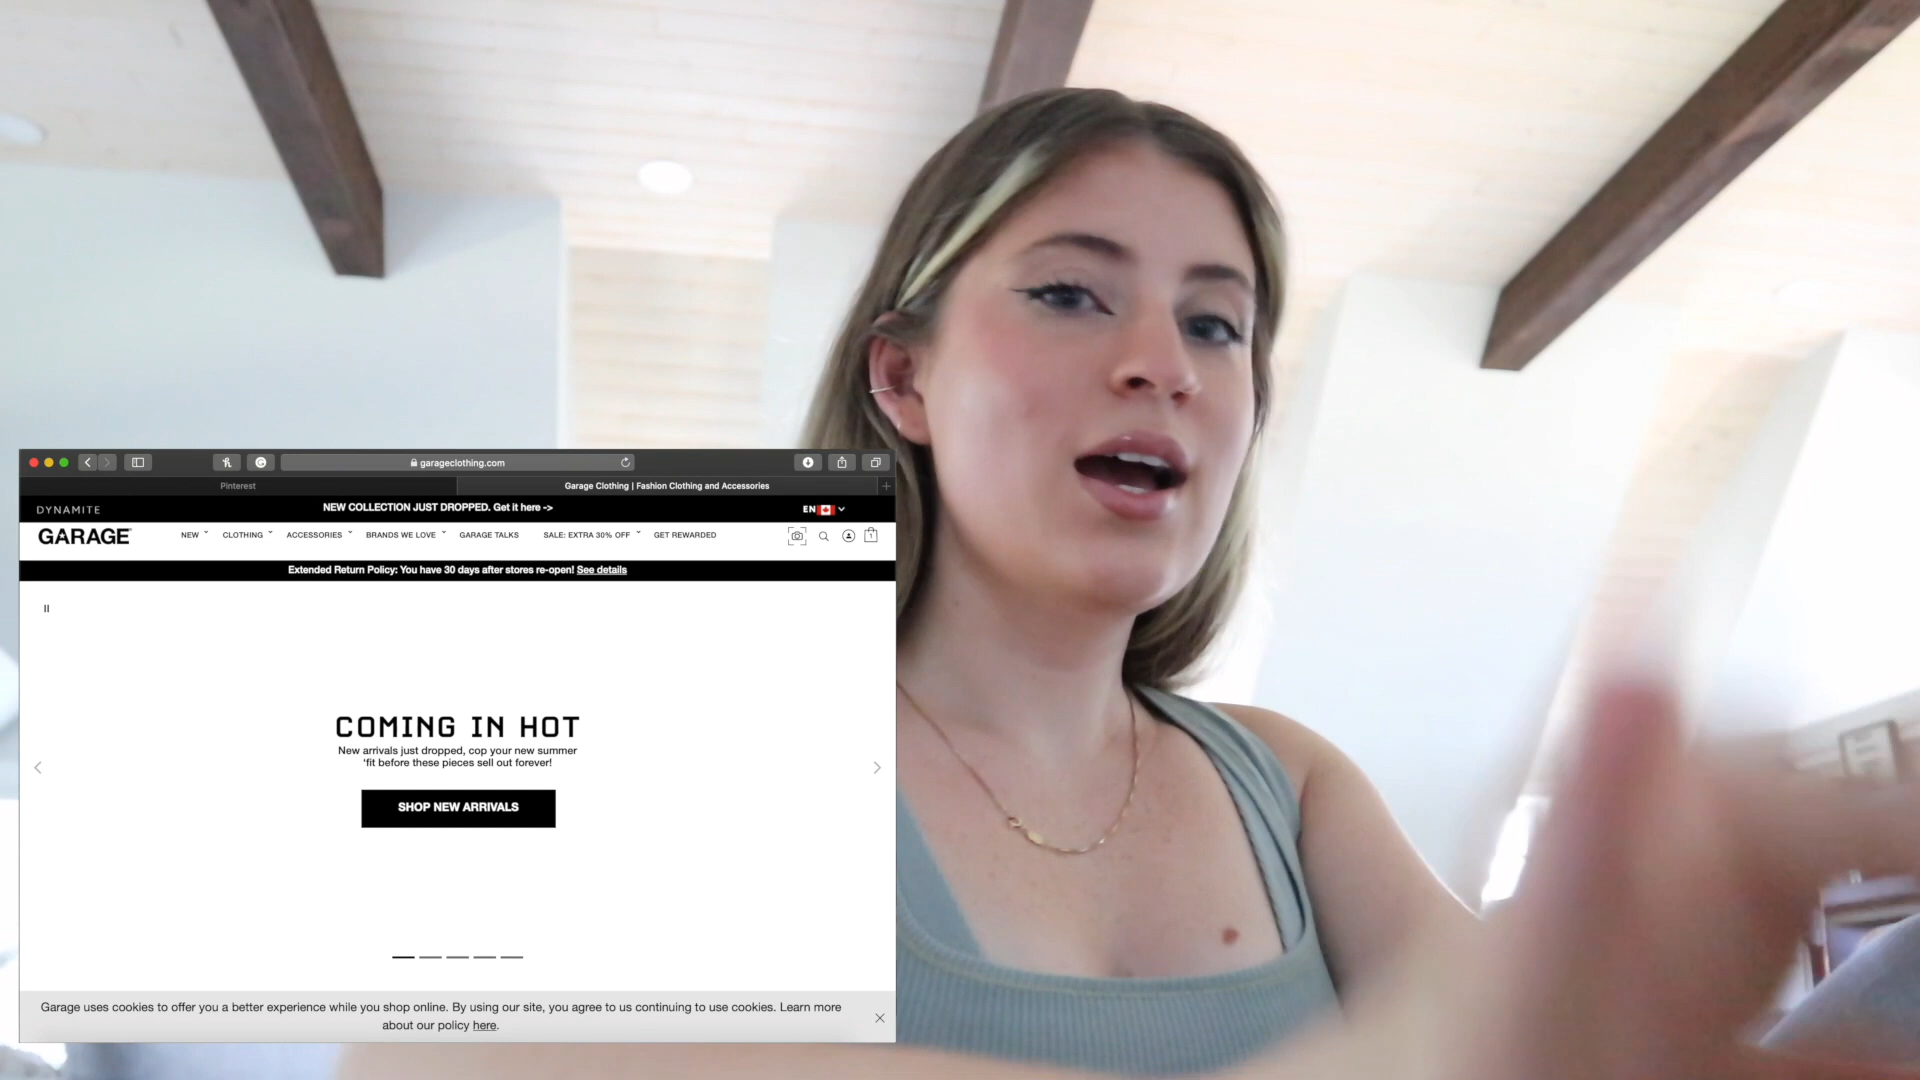 garageclothing.com
Pinterest
Garage Clothing | Fashion Clothing and Accessories
DYNAMITE
NEW COLLECTION JUST DROPPED. Get it here ->
EN
GARAGE
NEW
CLOTHING
ACCESSORIES
BRANDS WE LOVE
GARAGE TALKS
SALE: EXTRA 30% OFF
GET REWARDED
1
Extended Return Policy: You have 30 days after stores re-open! See details
COMING IN HOT
New arrivals just dropped, cop your new summer
'fit before these pieces sell out forever!
SHOP NEW ARRIVALS
Garage uses cookies to offer you a better experience while you shop online. By using our site, you agree to us continuing to use cookies. Learn more
about our policy here.